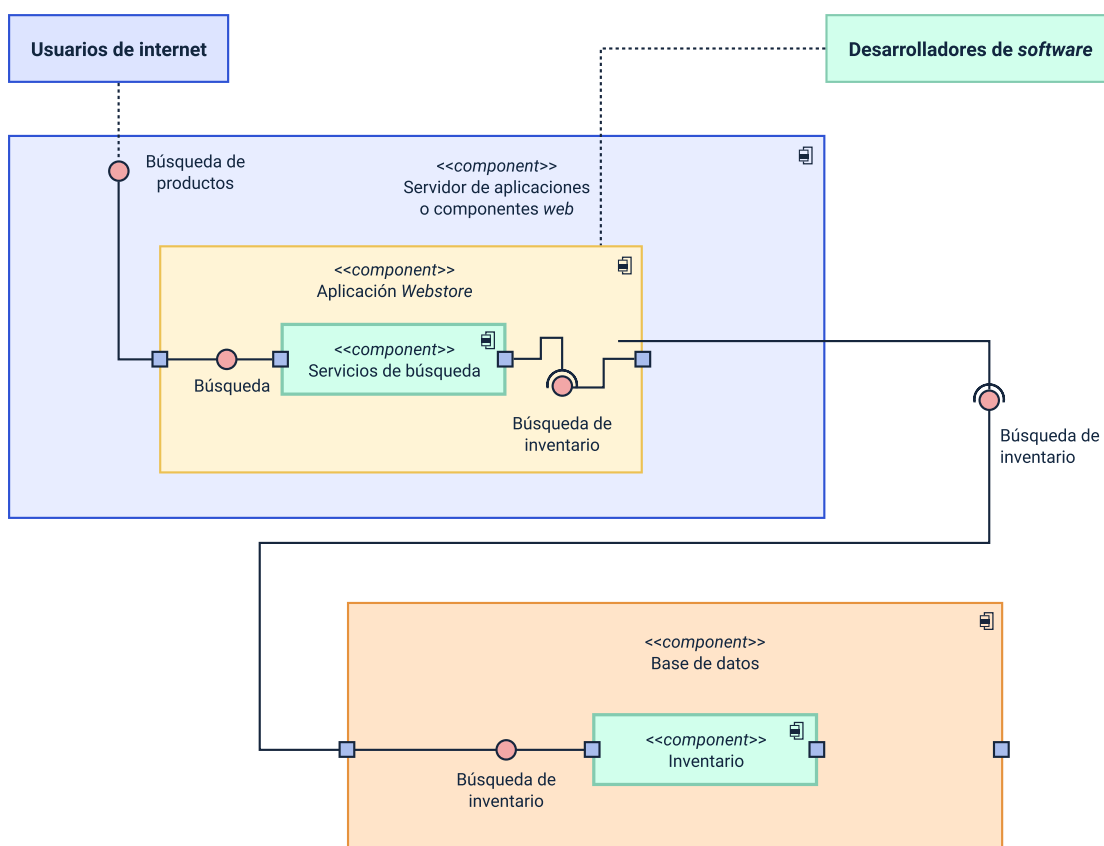 Usuarios de internet
Desarrolladores de software
Búsqueda de
productos
<<component>>
Servidor de aplicaciones
o componentes web
<<component>>
Aplicación Webstore
<<component>>
Servicios de búsqueda
Búsqueda
Búsqueda de
inventario
Búsqueda de
inventario
<<component>>
Base de datos
<<component>>
Inventario
Búsqueda de
inventario